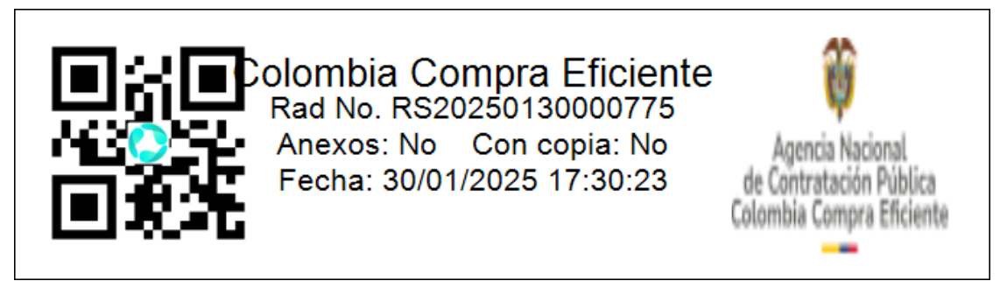 Colombia Compra Eficiente
Rad No. RS20250130000775
Anexos: No Con copia: No
Fecha: 30/01/2025 17:30:23
Agencia Nacional
de Contratación Pública
Colombia Compra Eficiente